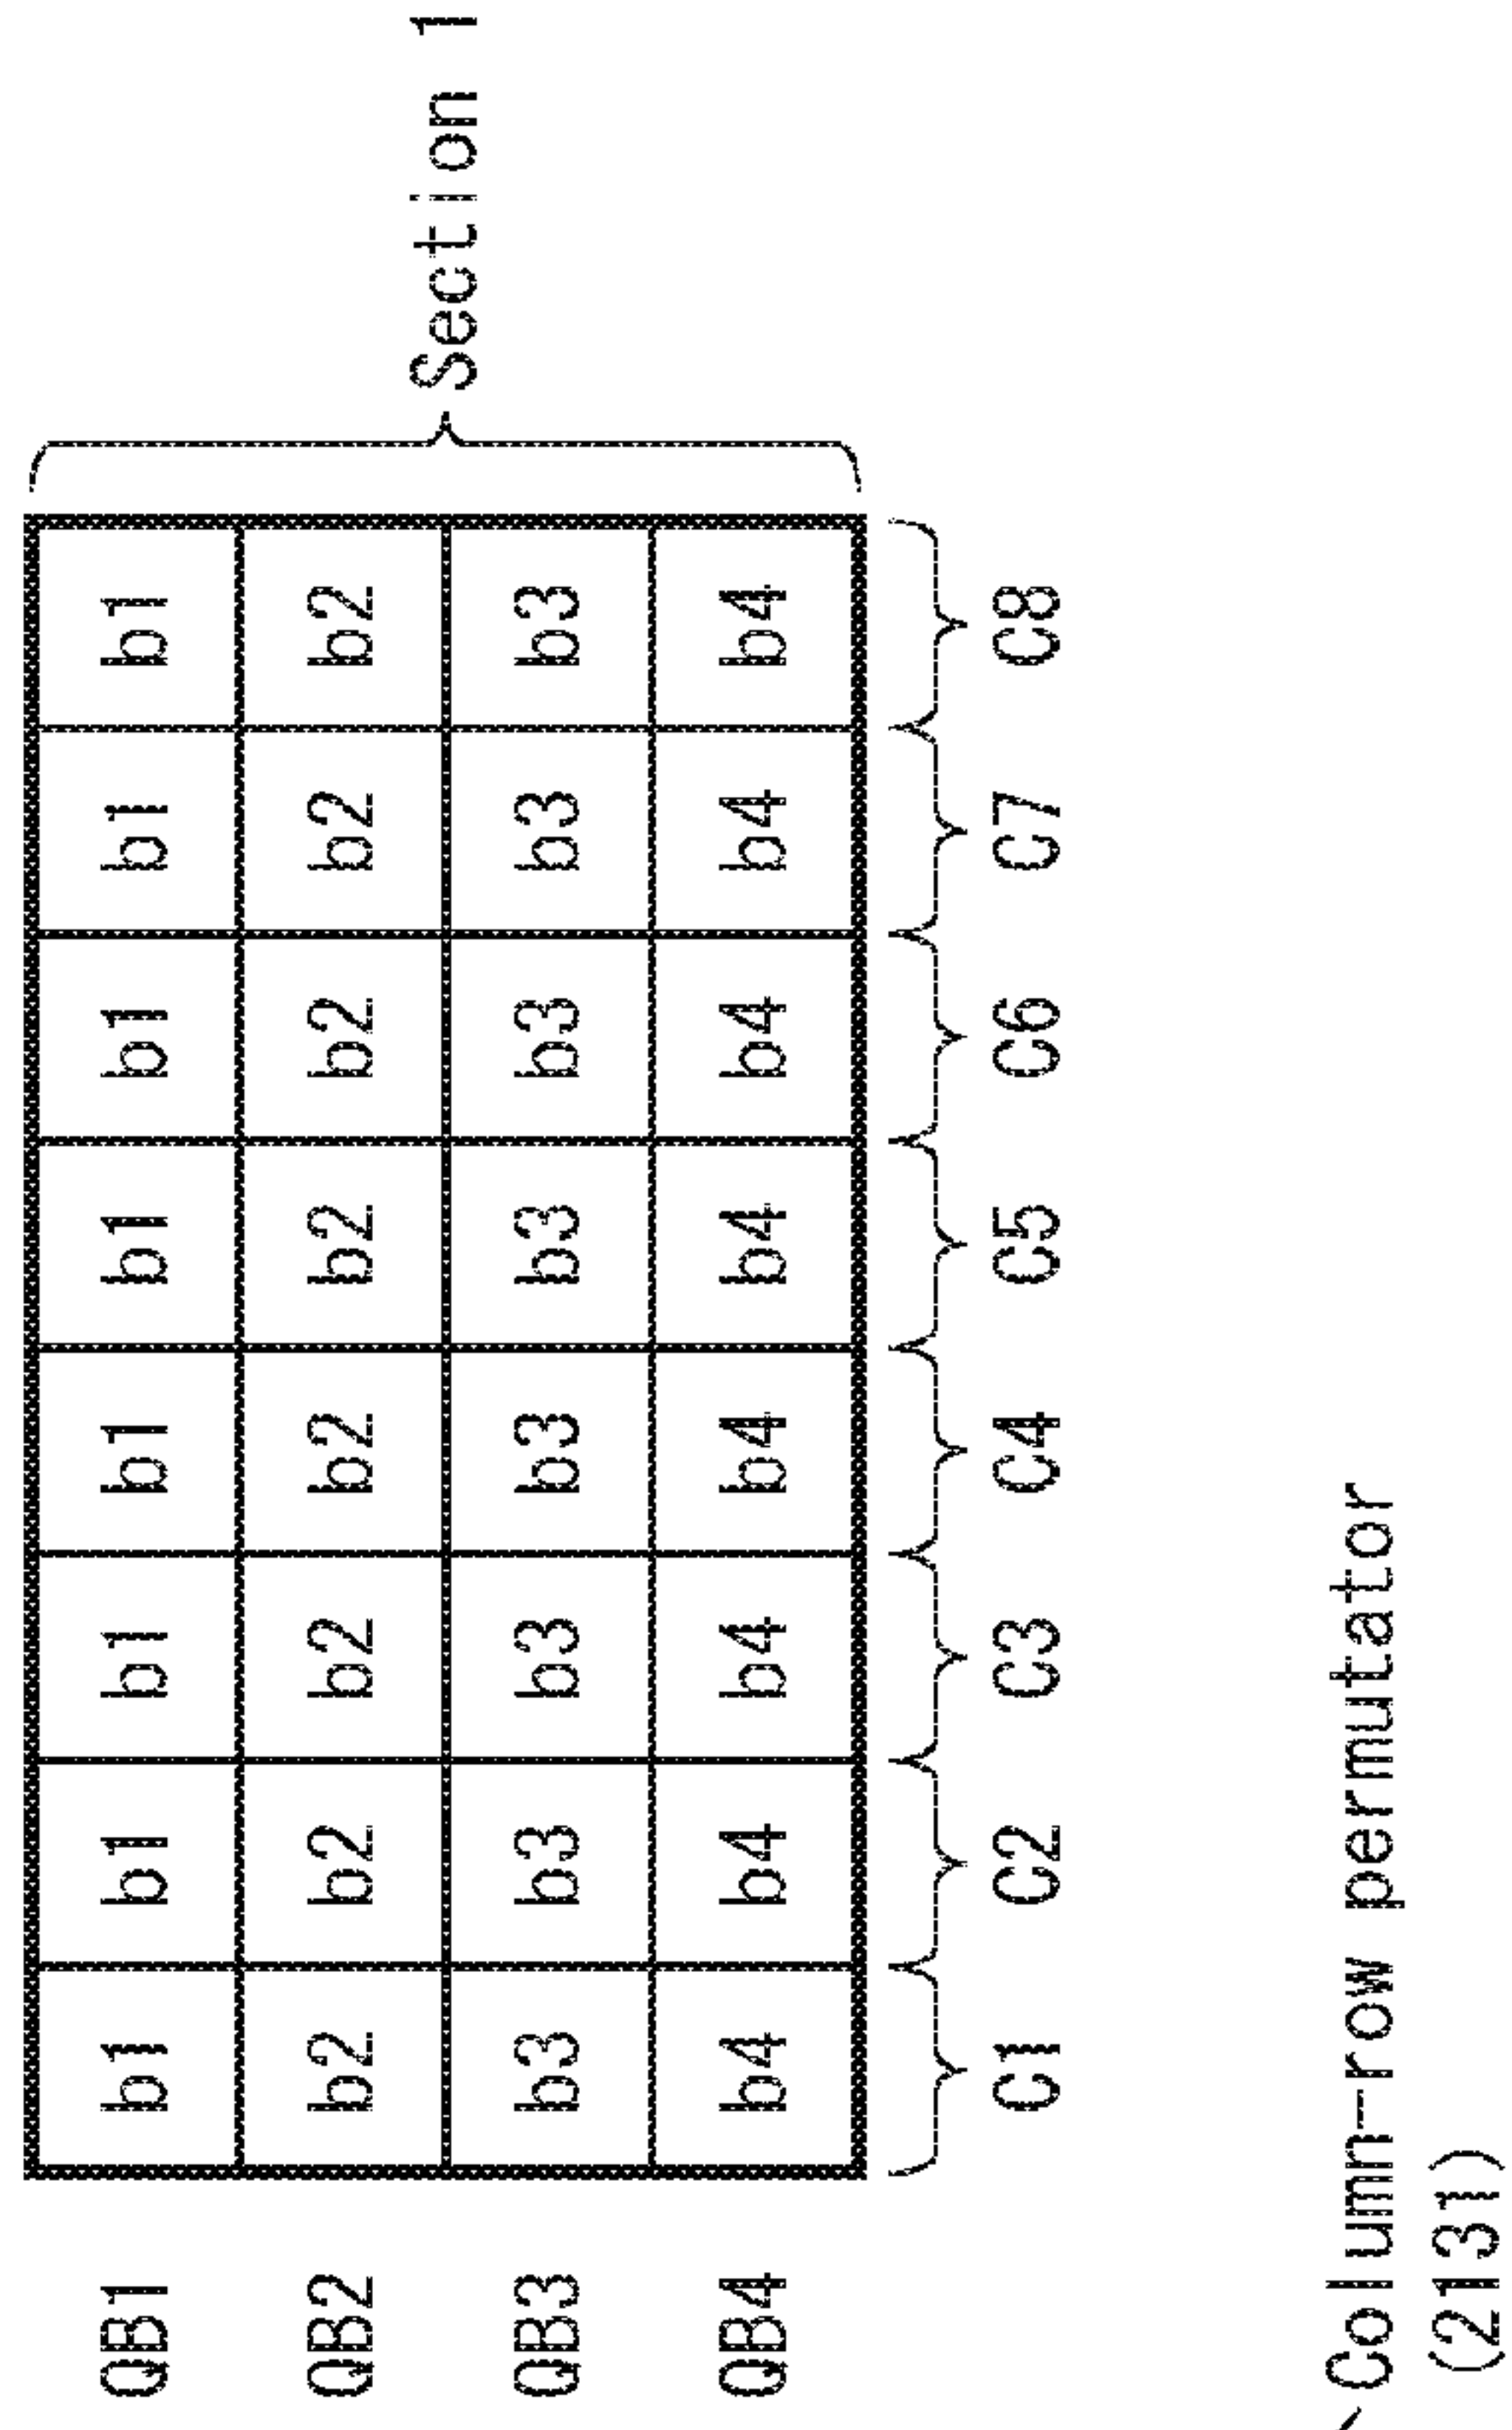 QB1 b1 b1 b1 b1 b1 b1 b1 b1
QB2 b2 b2 b2 b2 b2 b2 b2 b2
QB3 b3 b3 b3 b3 b3 b3 b3 b3
QB4 b4 b4 b4 b4 b4 b4 b4 b4
Section 1
C1 C2 C3 C4 C5 C6 C7 C8
Column-row permutator
(2131)